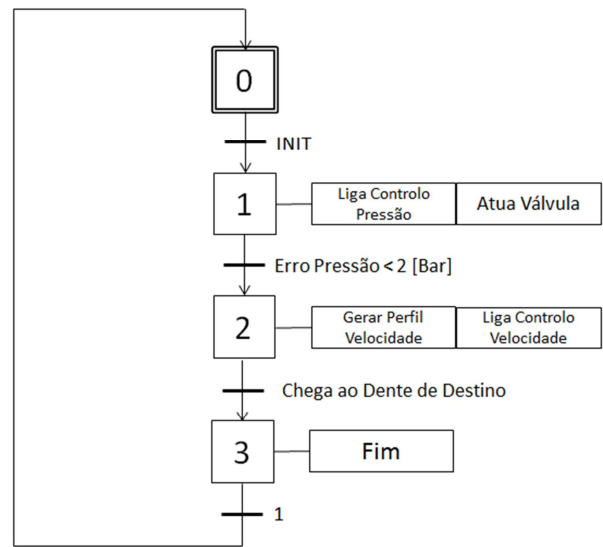 0
INIT
1
Liga Controlo
Pressão
Atua Válvula
Erro Pressão < 2 [Bar]
2
Gerar Perfil
Velocidade
Liga Controlo
Velocidade
Chega ao Dente de Destino
3
Fim
1